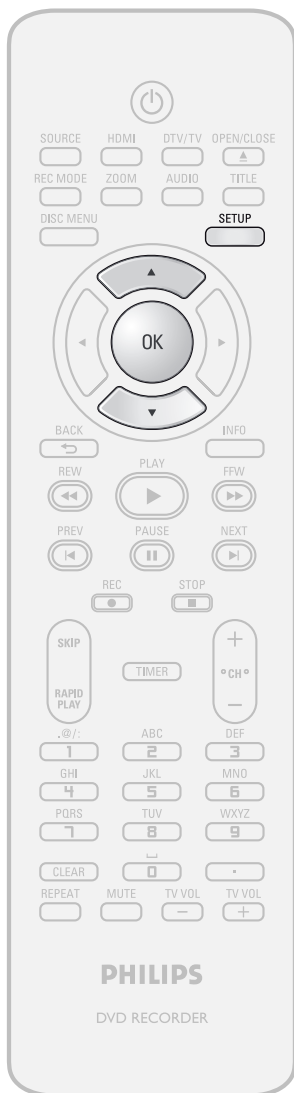 SOURCE HDMI DTV/TV OPEN/CLOSE
REC MODE ZOOM AUDIO TITLE
DISC MENU SETUP
OK
BACK INFO
REW PLAY FFW
PREV PAUSE NEXT
REC STOP
SKIP
RAPID
PLAY
TIMER
+
CH
−
.@/: ABC DEF
1 2 3
GHI JKL MNO
4 5 6
PQRS TUV WXYZ
7 8 9
CLEAR 0 .
REPEAT MUTE TV VOL TV VOL
− +
PHILIPS
DVD RECORDER